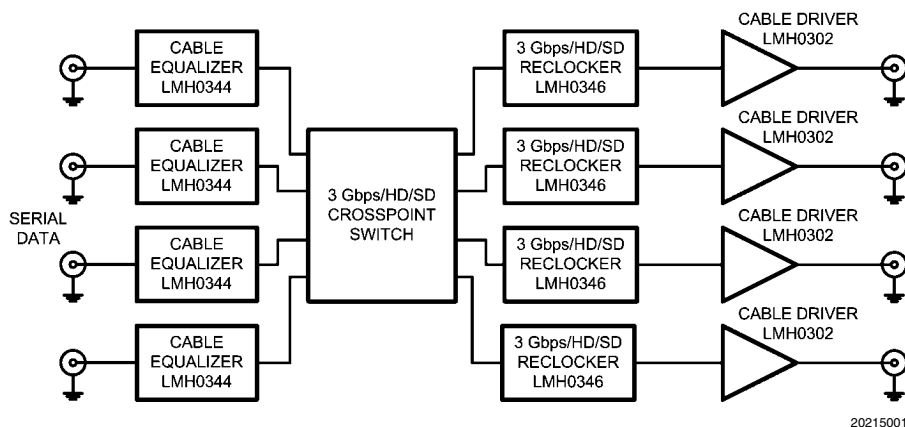 CABLE
EQUALIZER
LMH0344
3 Gbps/HD/SD
RECLOCKER
LMH0346
CABLE DRIVER
LMH0302
CABLE
EQUALIZER
LMH0344
3 Gbps/HD/SD
RECLOCKER
LMH0346
CABLE DRIVER
LMH0302
SERIAL
DATA
3 Gbps/HD/SD
CROSSPOINT
SWITCH
CABLE
EQUALIZER
LMH0344
3 Gbps/HD/SD
RECLOCKER
LMH0346
CABLE DRIVER
LMH0302
CABLE
EQUALIZER
LMH0344
3 Gbps/HD/SD
RECLOCKER
LMH0346
CABLE DRIVER
LMH0302
20215001